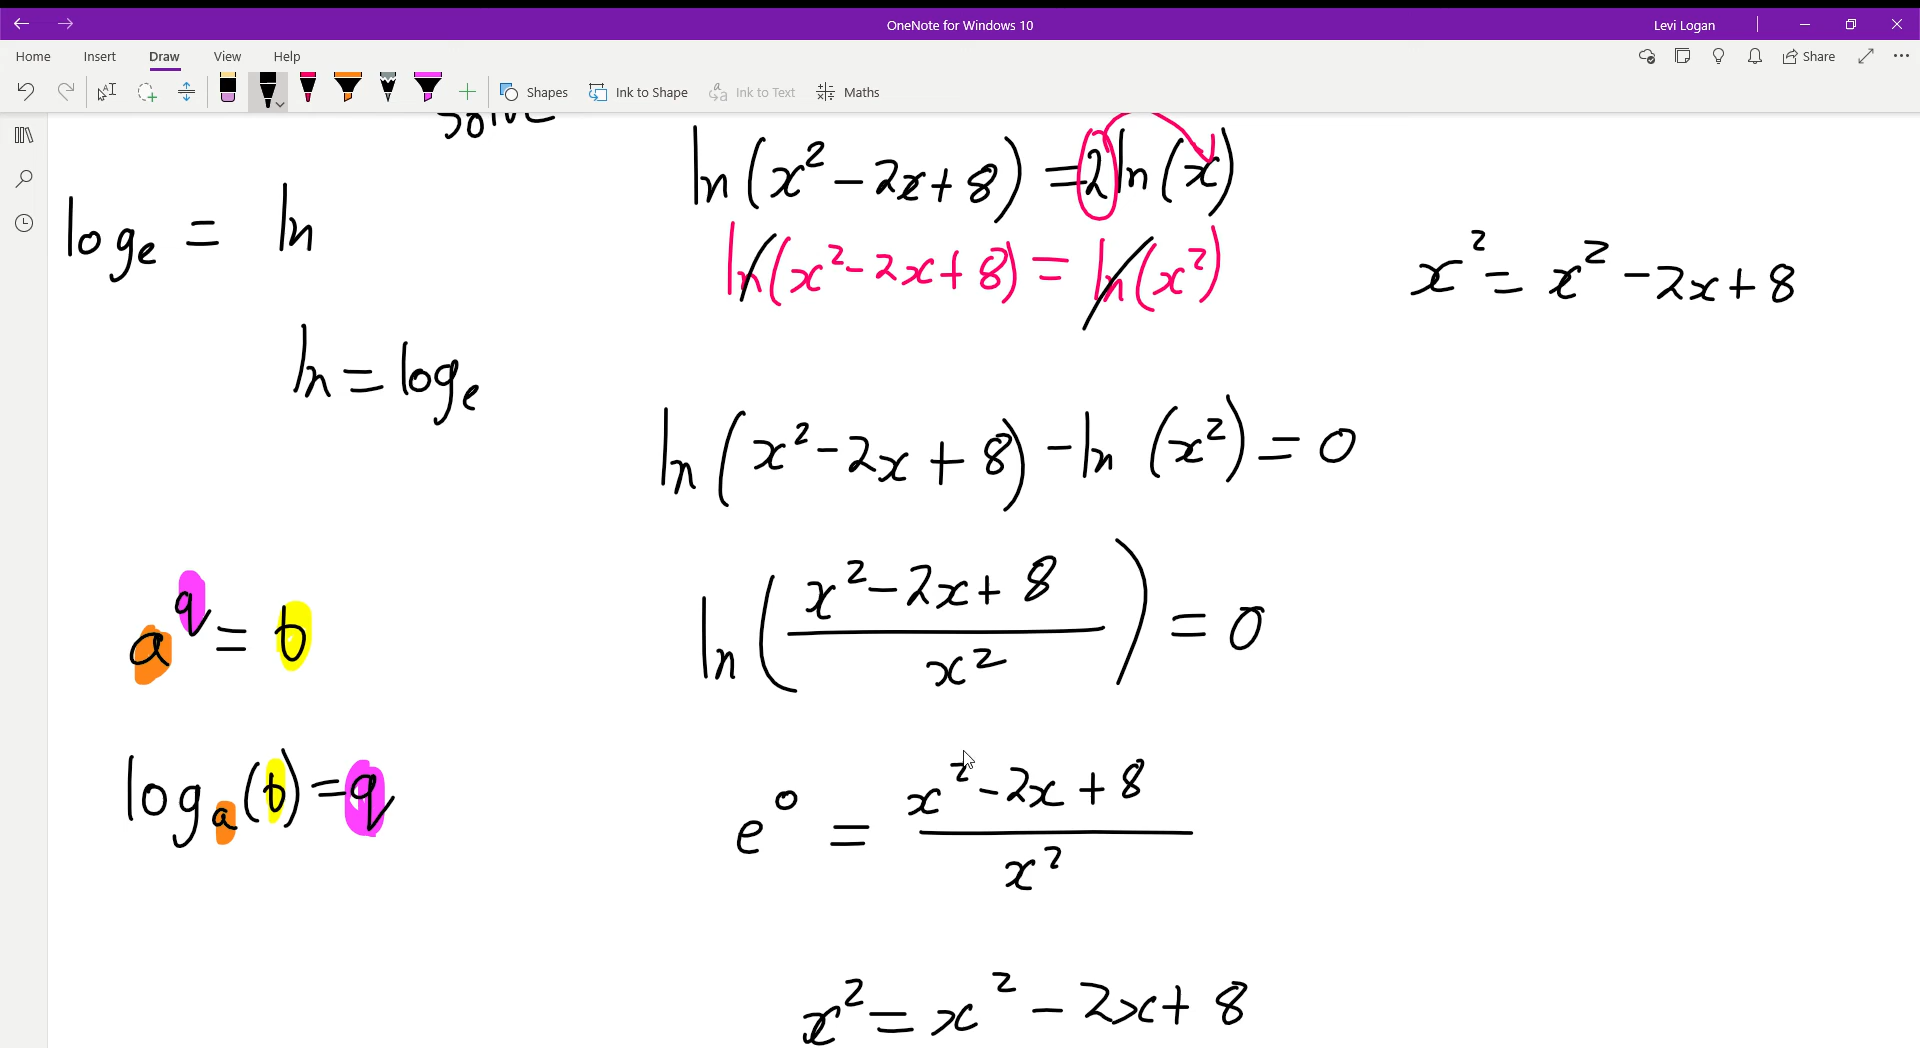 OneNote for Windows 10
Levi Logan
Home Insert Draw View Help
Share
Shapes Ink to Shape Ink to Text Maths
Solve
ln(x² - 2x + 8) = 2ln(x)
ln(x² - 2x + 8) = ln(x²)
x² = x² - 2x + 8
logₑ = ln
ln = logₑ
ln(x² - 2x + 8) - ln(x²) = 0
ln((x² - 2x + 8)/x²) = 0
a^q = b
logₐ(b) = q
e⁰ = (x² - 2x + 8)/x²
x² = x² - 2x + 8